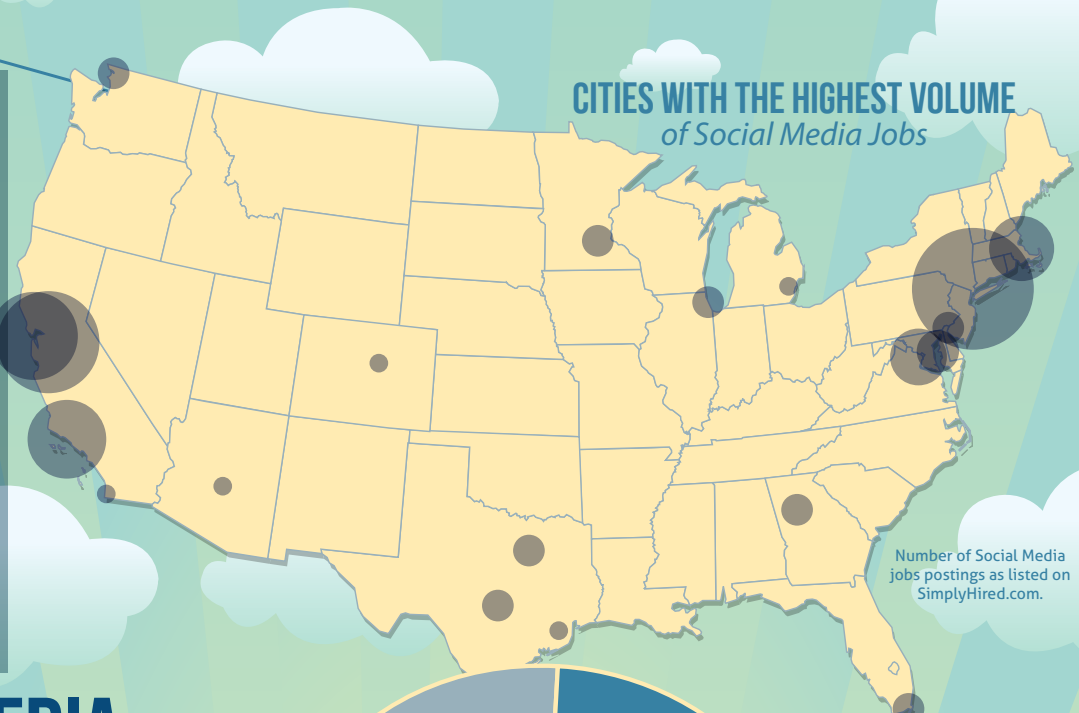 CITIES WITH THE HIGHEST VOLUME
of Social Media Jobs
Number of Social Media
jobs postings as listed on
SimplyHired.com.